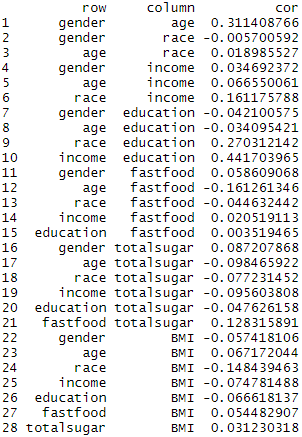 row column cor
1 gender age 0.311408766
2 gender race -0.005700592
3 age race 0.018985527
4 gender income 0.034692372
5 age income 0.066550061
6 race income 0.161175788
7 gender education -0.042100575
8 age education -0.034095421
9 race education 0.270312142
10 income education 0.441703965
11 gender fastfood 0.058609068
12 age fastfood -0.161261346
13 race fastfood -0.044632442
14 income fastfood 0.020519113
15 education fastfood 0.003519465
16 gender totalsugar 0.087207868
17 age totalsugar -0.098465922
18 race totalsugar -0.077231452
19 income totalsugar -0.095603808
20 education totalsugar -0.047626158
21 fastfood totalsugar 0.128315891
22 gender BMI -0.057418106
23 age BMI 0.067172044
24 race BMI -0.148439463
25 income BMI -0.074781488
26 education BMI -0.066618137
27 fastfood BMI 0.054482907
28 totalsugar BMI 0.031230318